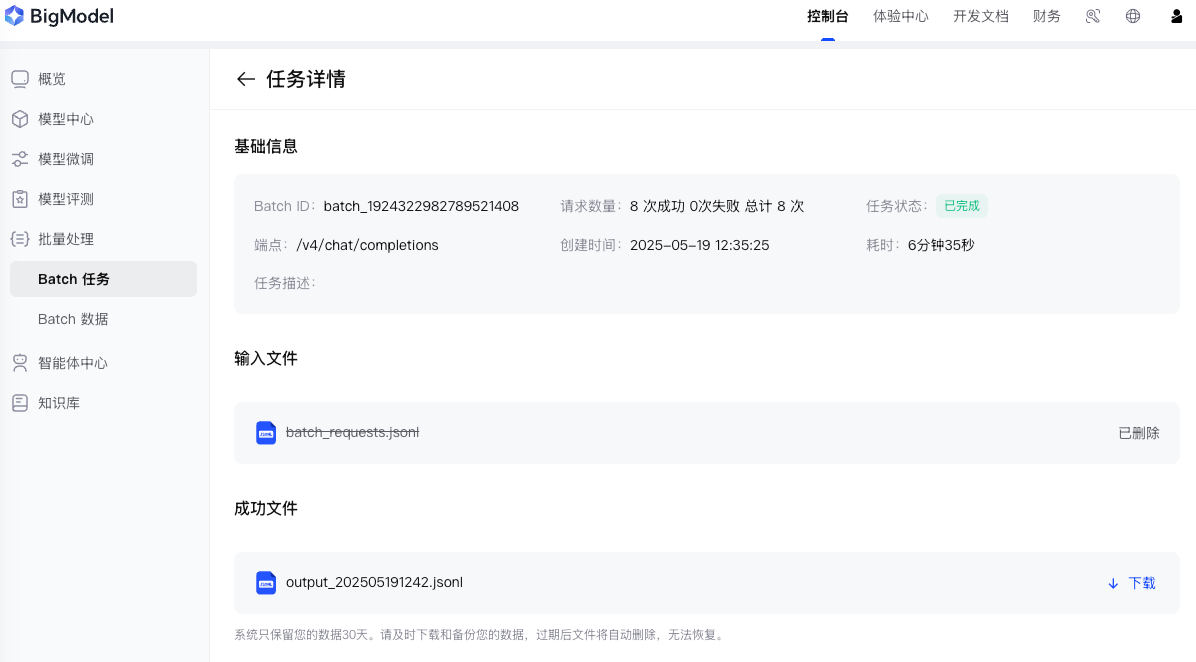 BigModel
控制台 体验中心 开发文档 财务
概览
模型中心
模型微调
模型评测
批量处理
Batch 任务
Batch 数据
智能体中心
知识库
任务详情
基础信息
Batch ID: batch_1924322982789521408 请求数量: 8 次成功 0次失败 总计 8 次 任务状态: 已完成
端点: /v4/chat/completions 创建时间: 2025-05-19 12:35:25 耗时: 6分钟35秒
任务描述:
输入文件
batch_requests.jsonl 已删除
成功文件
output_202505191242.jsonl 下载
系统只保留您的数据30天。请及时下载和备份您的数据，过期后文件将自动删除，无法恢复。